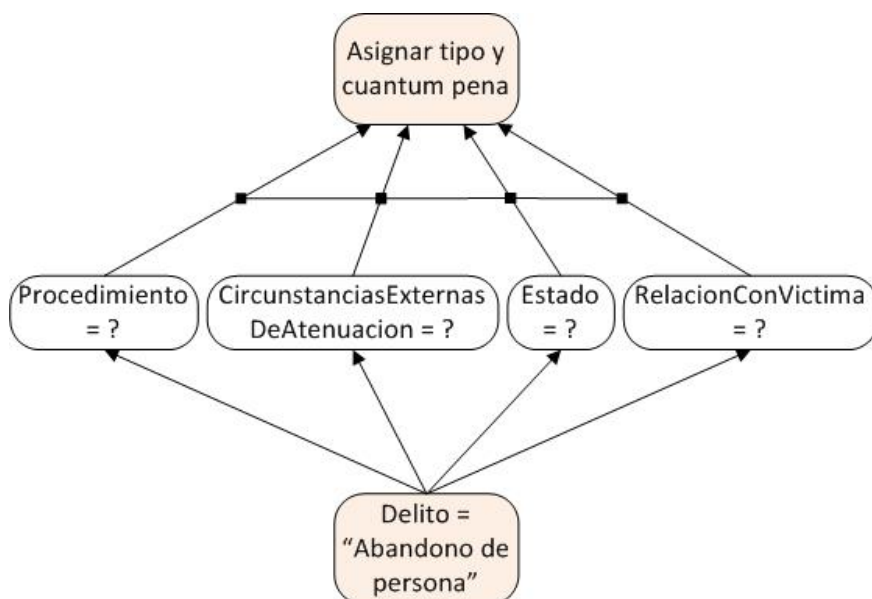 Asignar tipo y
cuantum pena
Procedimiento
= ?
CircunstanciasExternas
DeAtenuacion = ?
Estado
= ?
RelacionConVictima
= ?
Delito =
“Abandono de
persona”